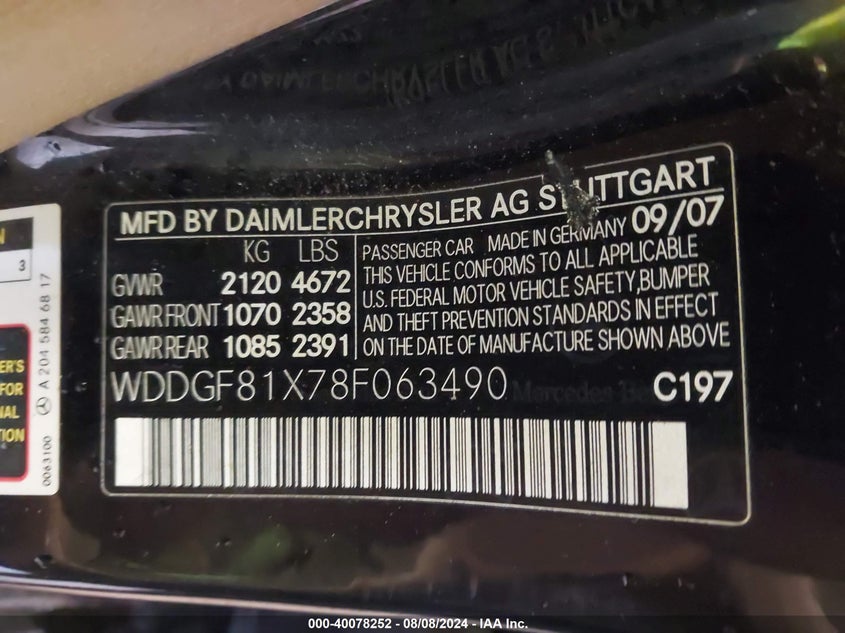 MFD BY DAIMLERCHRYSLER AG STUTTGART
KG LBS
GVWR 2120 4672
GAWR FRONT 1070 2358
GAWR REAR 1085 2391
PASSENGER CAR MADE IN GERMANY 09/07
THIS VEHICLE CONFORMS TO ALL APPLICABLE
U.S. FEDERAL MOTOR VEHICLE SAFETY, BUMPER
AND THEFT PREVENTION STANDARDS IN EFFECT
ON THE DATE OF MANUFACTURE SHOWN ABOVE
WDDGF81X78F063490 Mercedes C197
3
A 204 584 68 17
0063100
000-40078252 - 08/08/2024 - IAA Inc.